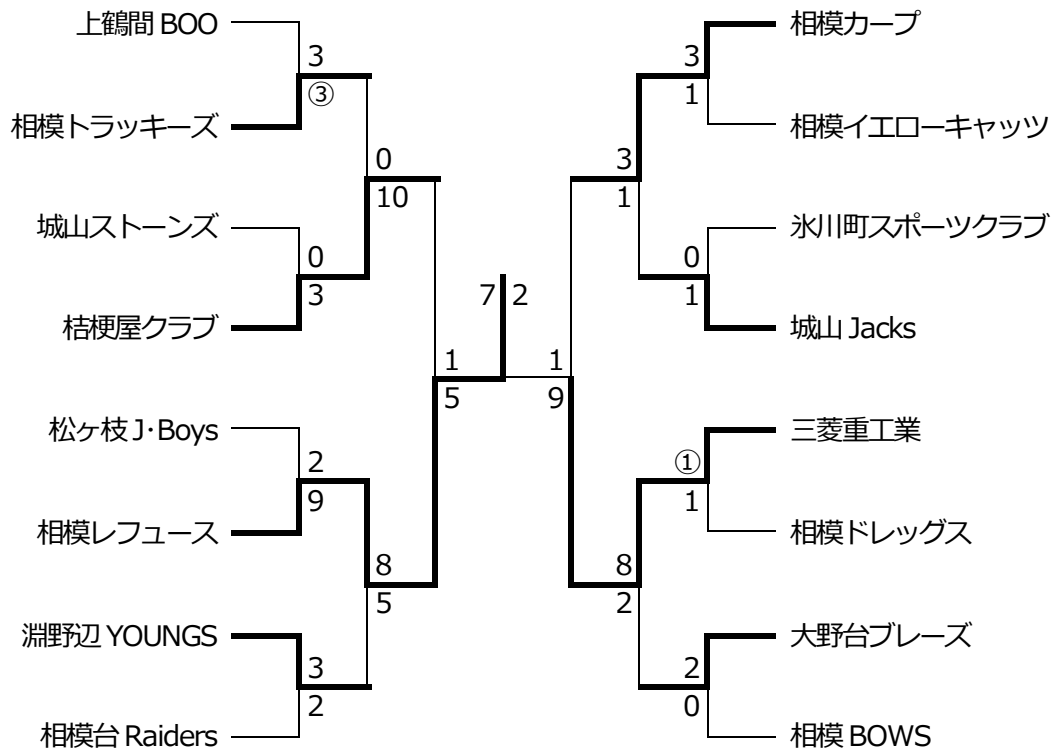 上鶴間 BOO
3
③
相模トラッキーズ
0
10
城山ストーンズ
0
3
桔梗屋クラブ
1
5
松ヶ枝 J・Boys
2
9
相模レフュース
8
5
淵野辺 YOUNGS
3
2
相模台 Raiders
7 2
相模カープ
3
1
相模イエローキャッツ
3
1
氷川町スポーツクラブ
0
1
城山 Jacks
1
9
三菱重工業
①
1
相模ドレッグス
8
2
大野台ブレーズ
2
0
相模 BOWS